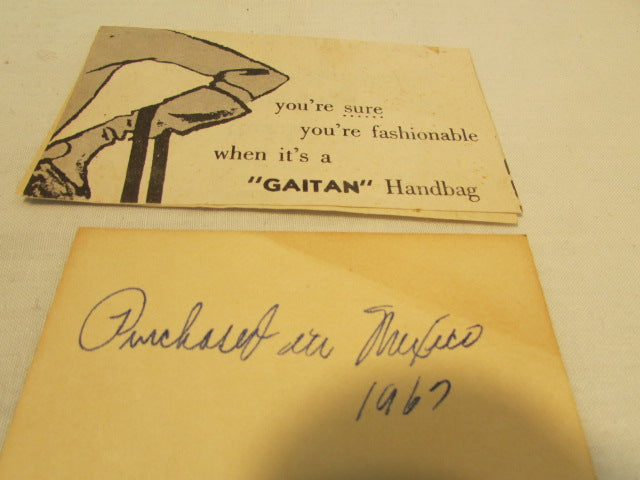 you're sure
you're fashionable
when it's a
"GAITAN" Handbag
Purchased in Mexico
1967